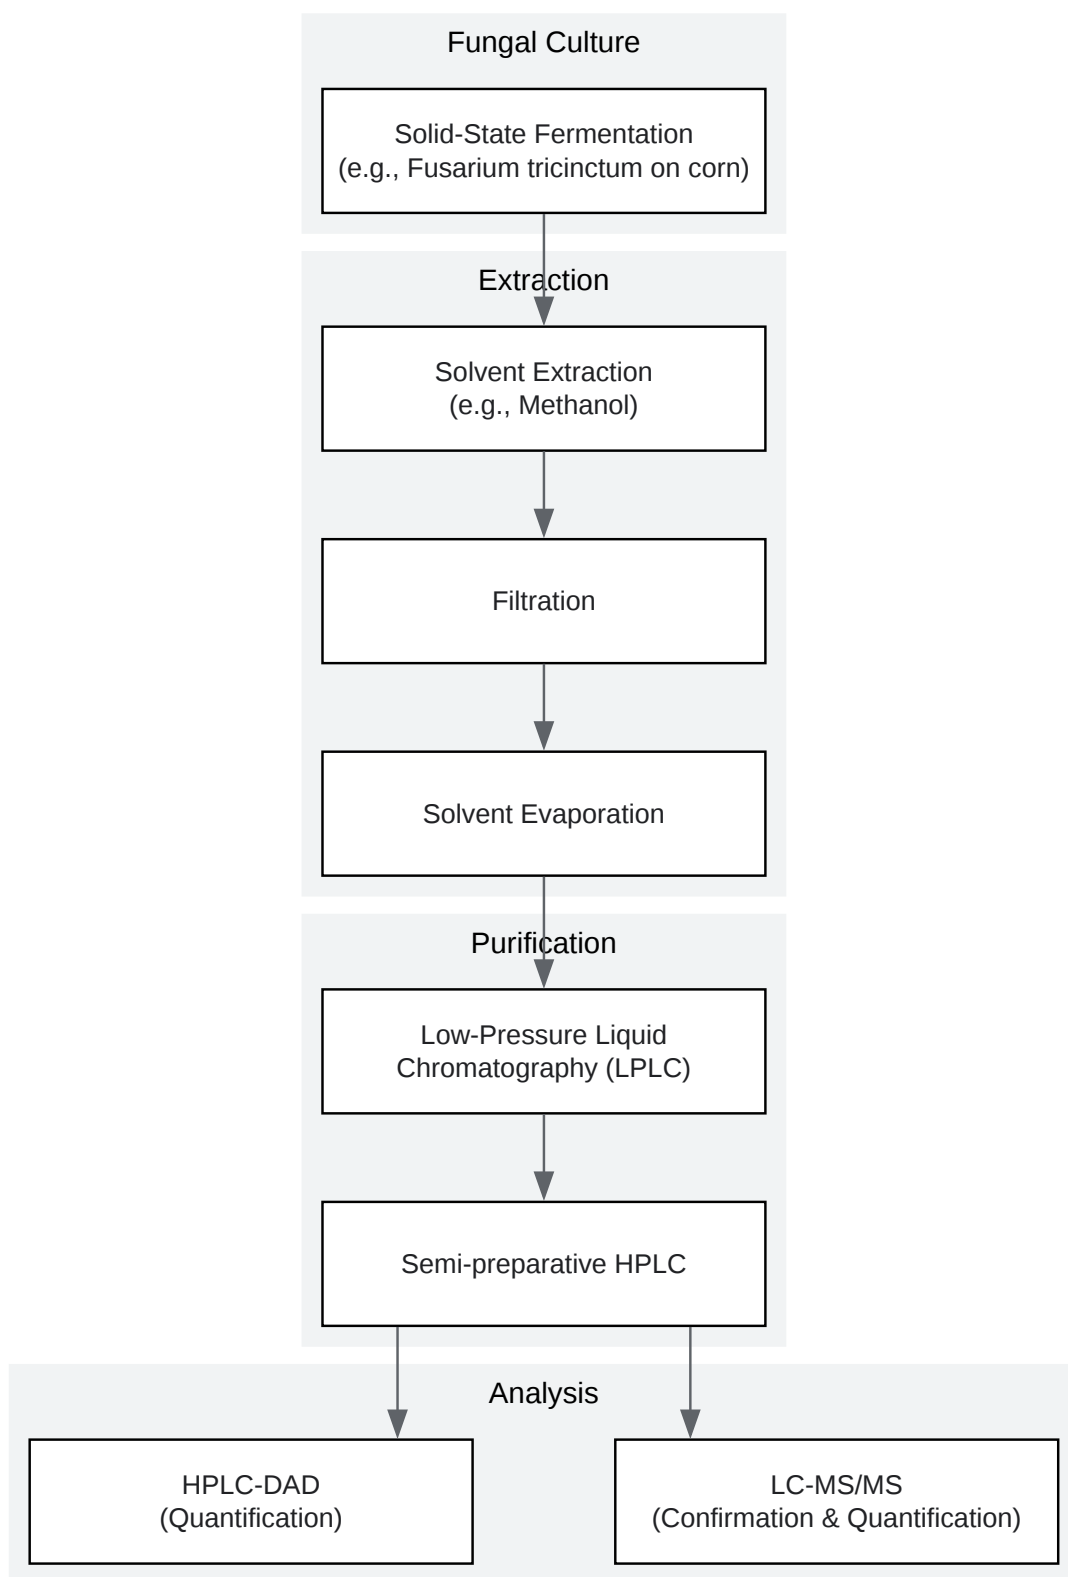 Fungal Culture
Solid-State Fermentation
(e.g., Fusarium tricinctum on corn)
Extraction
Solvent Extraction
(e.g., Methanol)
Filtration
Solvent Evaporation
Purification
Low-Pressure Liquid
Chromatography (LPLC)
Semi-preparative HPLC
Analysis
HPLC-DAD
(Quantification)
LC-MS/MS
(Confirmation & Quantification)